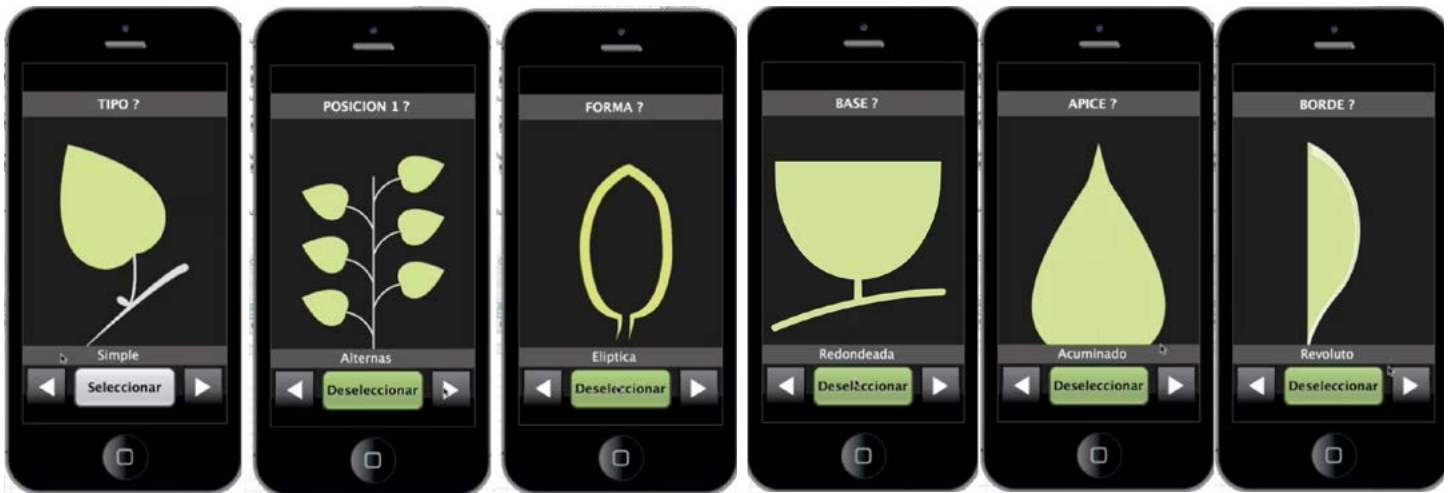 TIPO ?
Simple
Seleccionar
POSICION 1 ?
Alternas
Deseleccionar
FORMA ?
Eliptica
Deseleccionar
BASE ?
Redondeada
Deseleccionar
APICE ?
Acuminado
Deseleccionar
BORDE ?
Revoluto
Deseleccionar